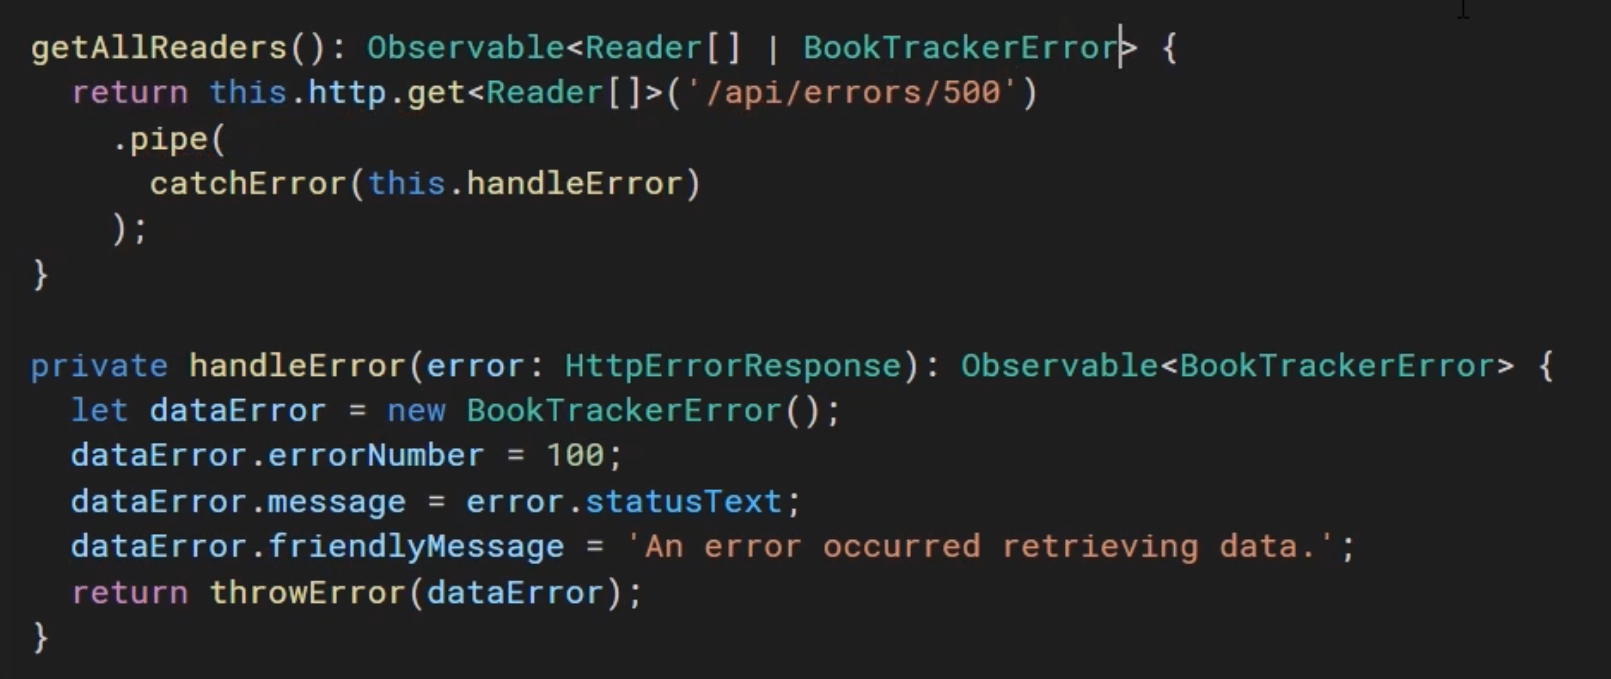 getAllReaders(): Observable<Reader[] | BookTrackerError> {
  return this.http.get<Reader[]>('/api/errors/500')
    .pipe(
      catchError(this.handleError)
    );
}

private handleError(error: HttpErrorResponse): Observable<BookTrackerError> {
  let dataError = new BookTrackerError();
  dataError.errorNumber = 100;
  dataError.message = error.statusText;
  dataError.friendlyMessage = 'An error occurred retrieving data.';
  return throwError(dataError);
}